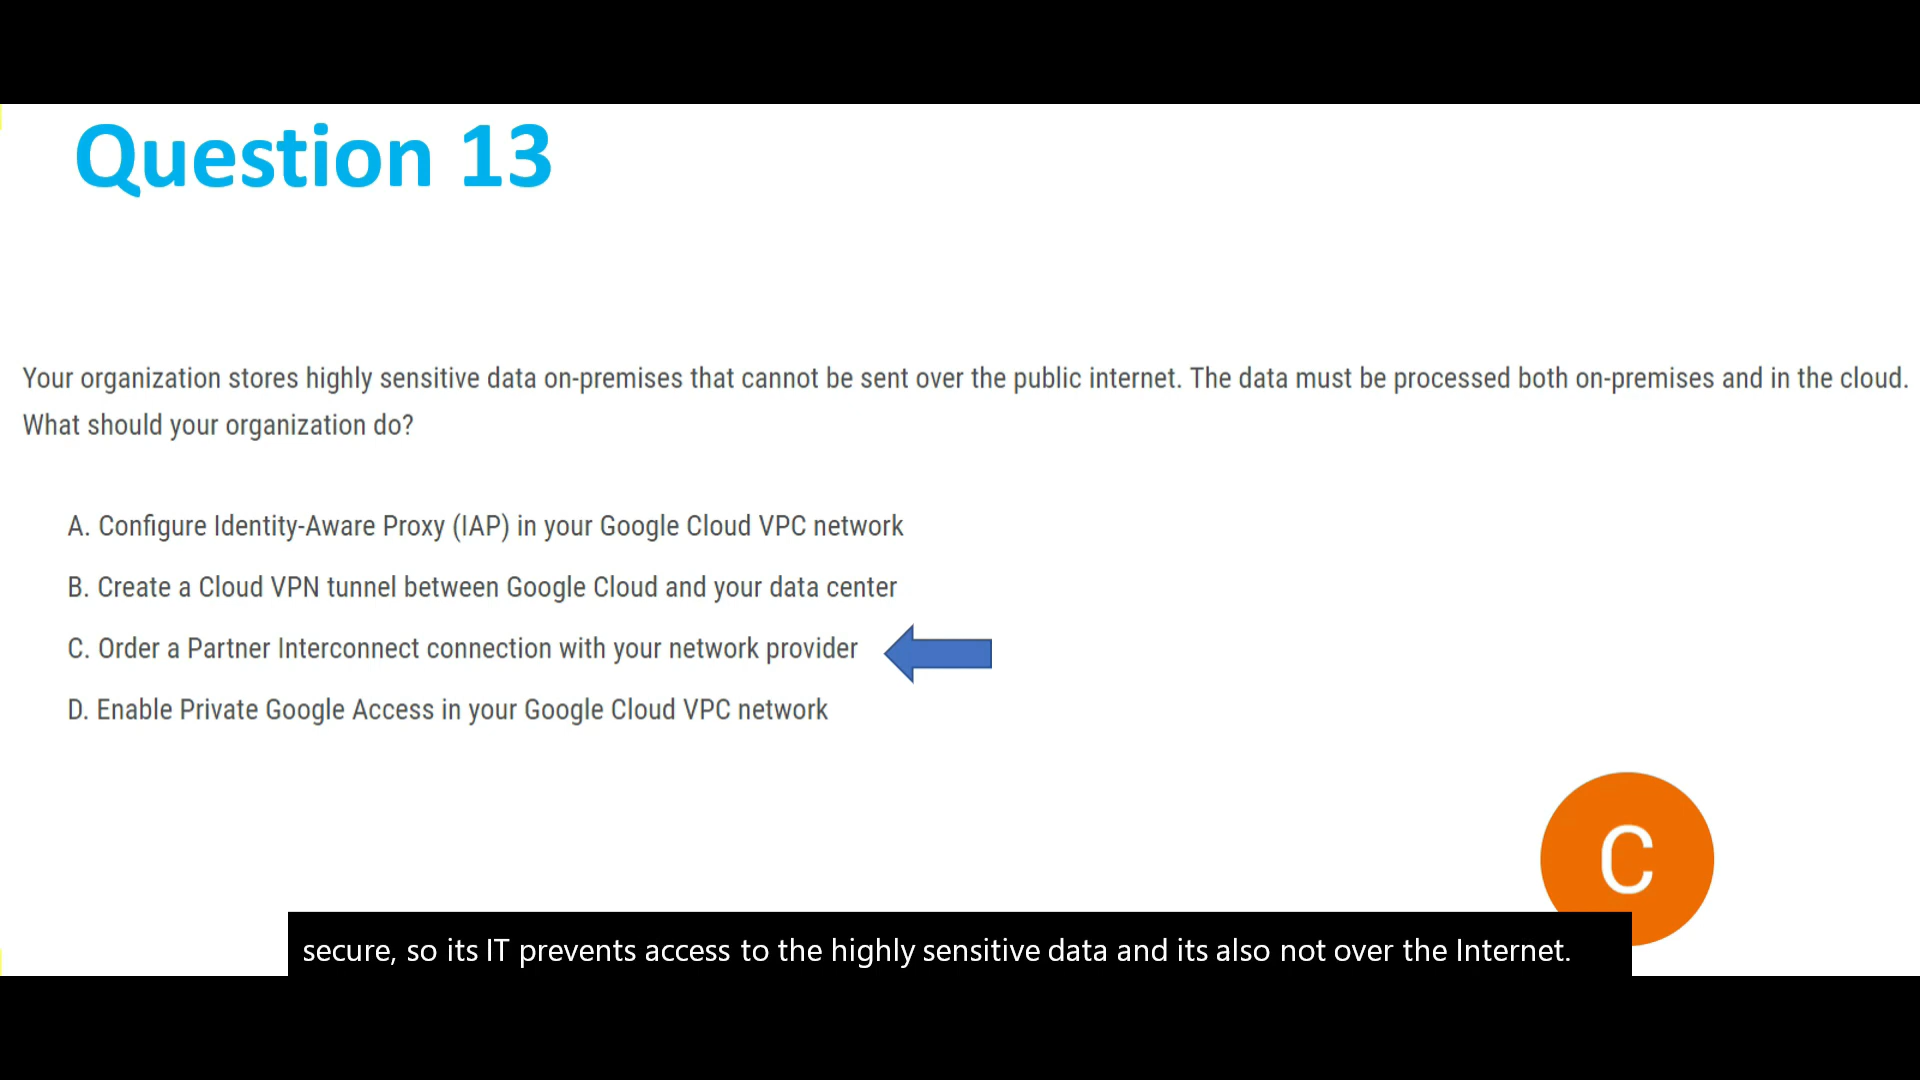 Question 13
Your organization stores highly sensitive data on-premises that cannot be sent over the public internet. The data must be processed both on-premises and in the cloud.
What should your organization do?
A. Configure Identity-Aware Proxy (IAP) in your Google Cloud VPC network
B. Create a Cloud VPN tunnel between Google Cloud and your data center
C. Order a Partner Interconnect connection with your network provider
D. Enable Private Google Access in your Google Cloud VPC network
C
secure, so its IT prevents access to the highly sensitive data and its also not over the Internet.